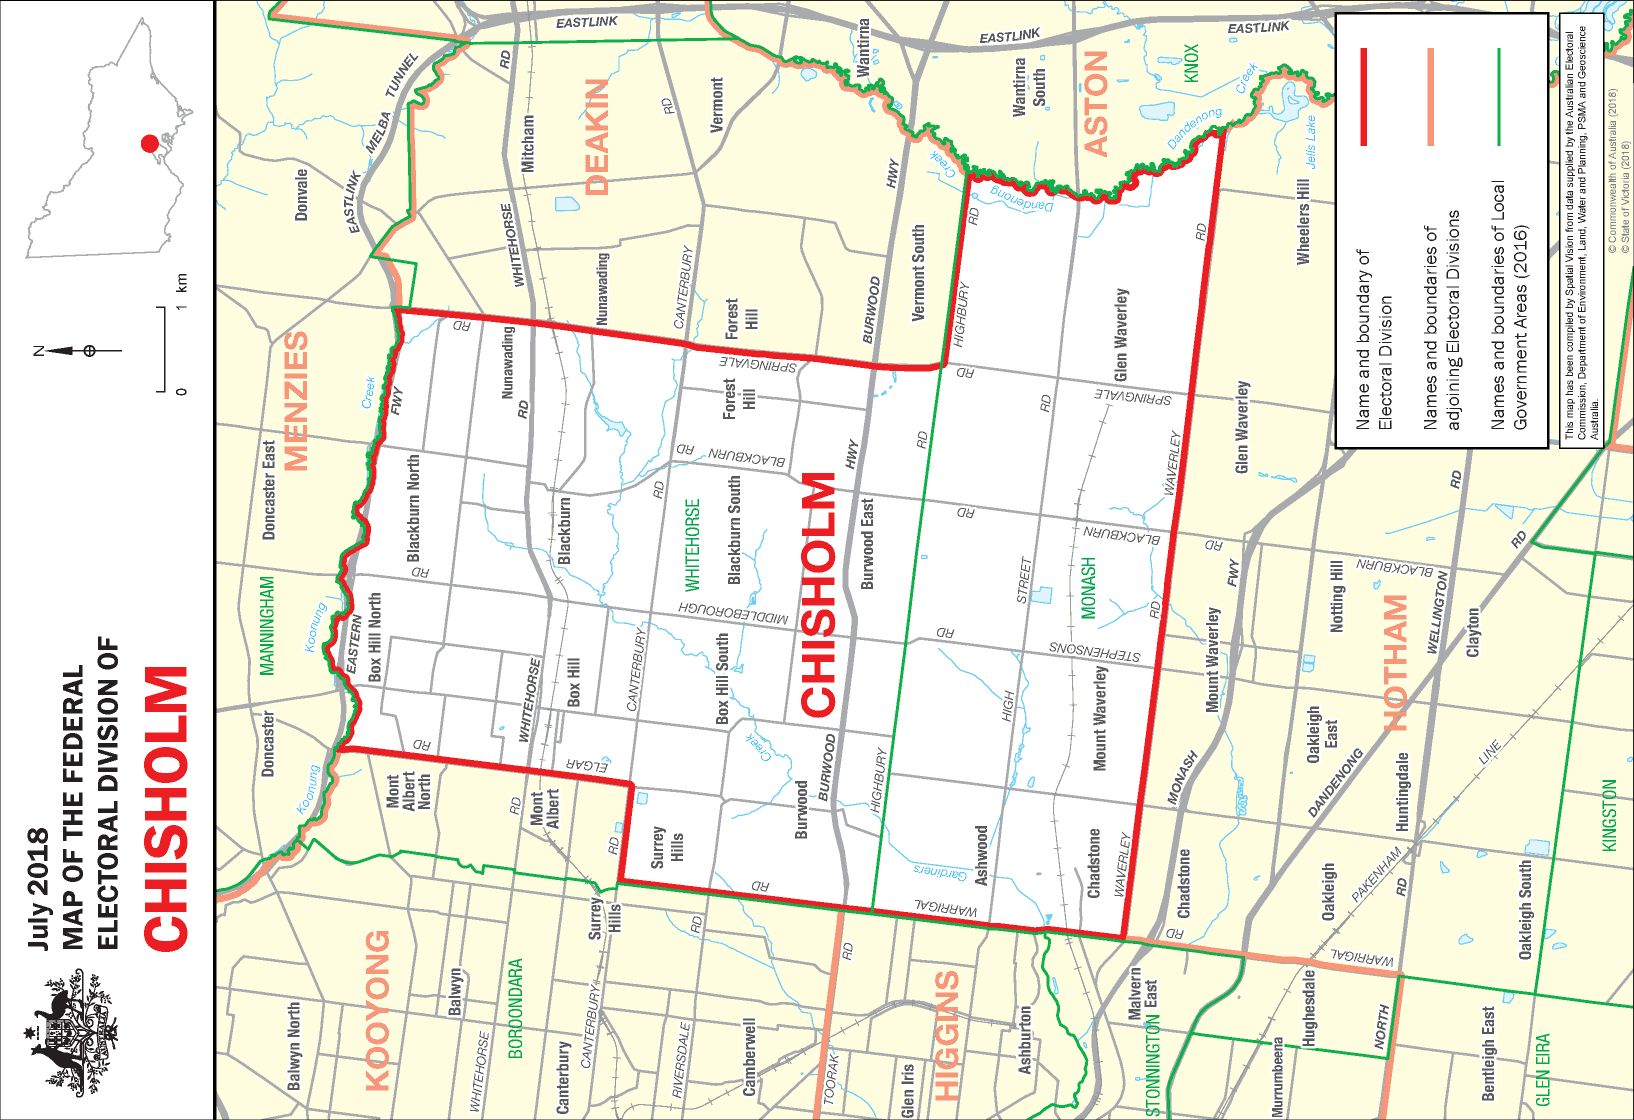 July 2018
MAP OF THE FEDERAL
ELECTORAL DIVISION OF
CHISHOLM
N
0 1 km
Name and boundary of
Electoral Division
Names and boundaries of
adjoining Electoral Divisions
Names and boundaries of Local
Government Areas (2016)
This map has been compiled by Spatial Vision from data supplied by the Australian Electoral
Commission, Department of Environment, Land, Water and Planning, PSMA and Geoscience
Australia.
© Commonwealth of Australia (2018)
© State of Victoria (2018)
MENZIES
DEAKIN
ASTON
KOOYONG
HIGGINS
HOTHAM
CHISHOLM
MANNINGHAM
WHITEHORSE
MONASH
KNOX
BOROONDARA
STONNINGTON
GLEN EIRA
KINGSTON
Balwyn North
Doncaster
Doncaster East
Donvale
Koonung
Koonung
Creek
EASTERN
FWY
EASTLINK
MELBA TUNNEL
EASTLINK
EASTLINK
EASTLINK
Balwyn
Mont
Albert
North
Box Hill North
Blackburn North
Nunawading
RD
RD
RD
WHITEHORSE
RD
WHITEHORSE
RD
WHITEHORSE
RD
Mitcham
Canterbury
CANTERBURY
RD
Surrey
Hills
Mont
Albert
ELGAR
Box Hill
Blackburn
Nunawading
CANTERBURY
RD
CANTERBURY
RD
Surrey
Hills
RIVERSDALE
RD
RD
Camberwell
Box Hill South
MIDDLEBOROUGH
Blackburn South
BLACKBURN
RD
Forest
Hill
SPRINGVALE
Forest
Hill
Vermont
Wantirna
Burwood
Creek
TOORAK
RD
BURWOOD
HWY
BURWOOD
HWY
Burwood East
Vermont South
Creek
HIGHBURY
RD
HIGHBURY
RD
RD
RD
RD
Glen Iris
Ashburton
WARRIGAL
Gardiners
Ashwood
HIGH
STREET
RD
STEPHENSONS
BLACKBURN
SPRINGVALE
Glen Waverley
Dandenong
Dandenong
Creek
Wantirna
South
Chadstone
Mount Waverley
WAVERLEY
RD
WAVERLEY
RD
Malvern
East
RD
Chadstone
MONASH
FWY
Mount Waverley
RD
Glen Waverley
Wheelers Hill
Jells Lake
Murrumbeena
Hughesdale
WARRIGAL
Oakleigh
Oakleigh
East
DANDENONG
RD
Notting Hill
BLACKBURN
NORTH
RD
Huntingdale
WELLINGTON
RD
Clayton
PAKENHAM
LINE
Bentleigh East
Oakleigh South